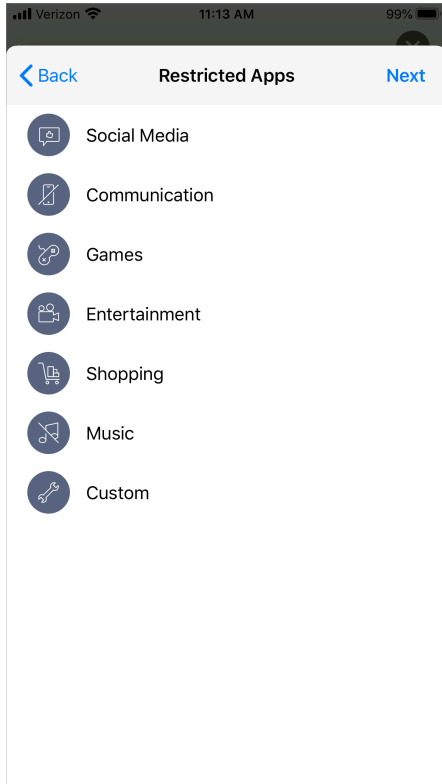 Verizon 11:13 AM 99%
Back Restricted Apps Next
Social Media
Communication
Games
Entertainment
Shopping
Music
Custom